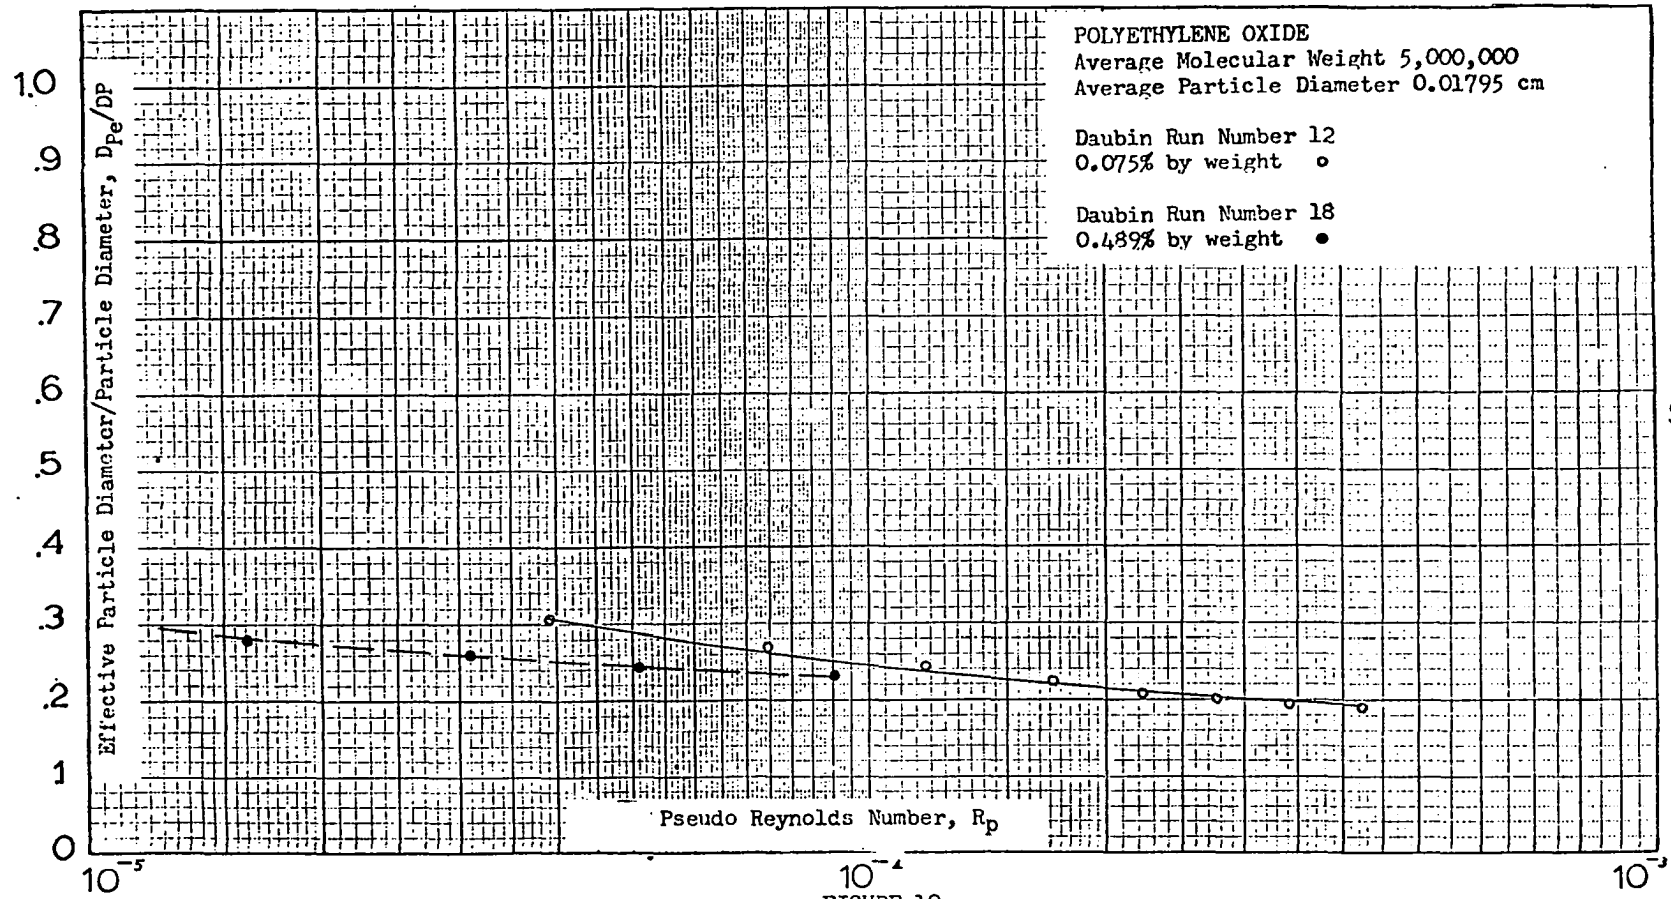 POLYETHYLENE OXIDE
Average Molecular Weight 5,000,000
Average Particle Diameter 0.01795 cm
Daubin Run Number 12
0.075% by weight o
Daubin Run Number 18
0.489% by weight ●
Effective Particle Diameter/Particle Diameter, D_Pe/DP
1.0
.9
.8
.7
.6
.5
.4
.3
.2
.1
0
Pseudo Reynolds Number, R_p
10^-5
10^-4
10^-3